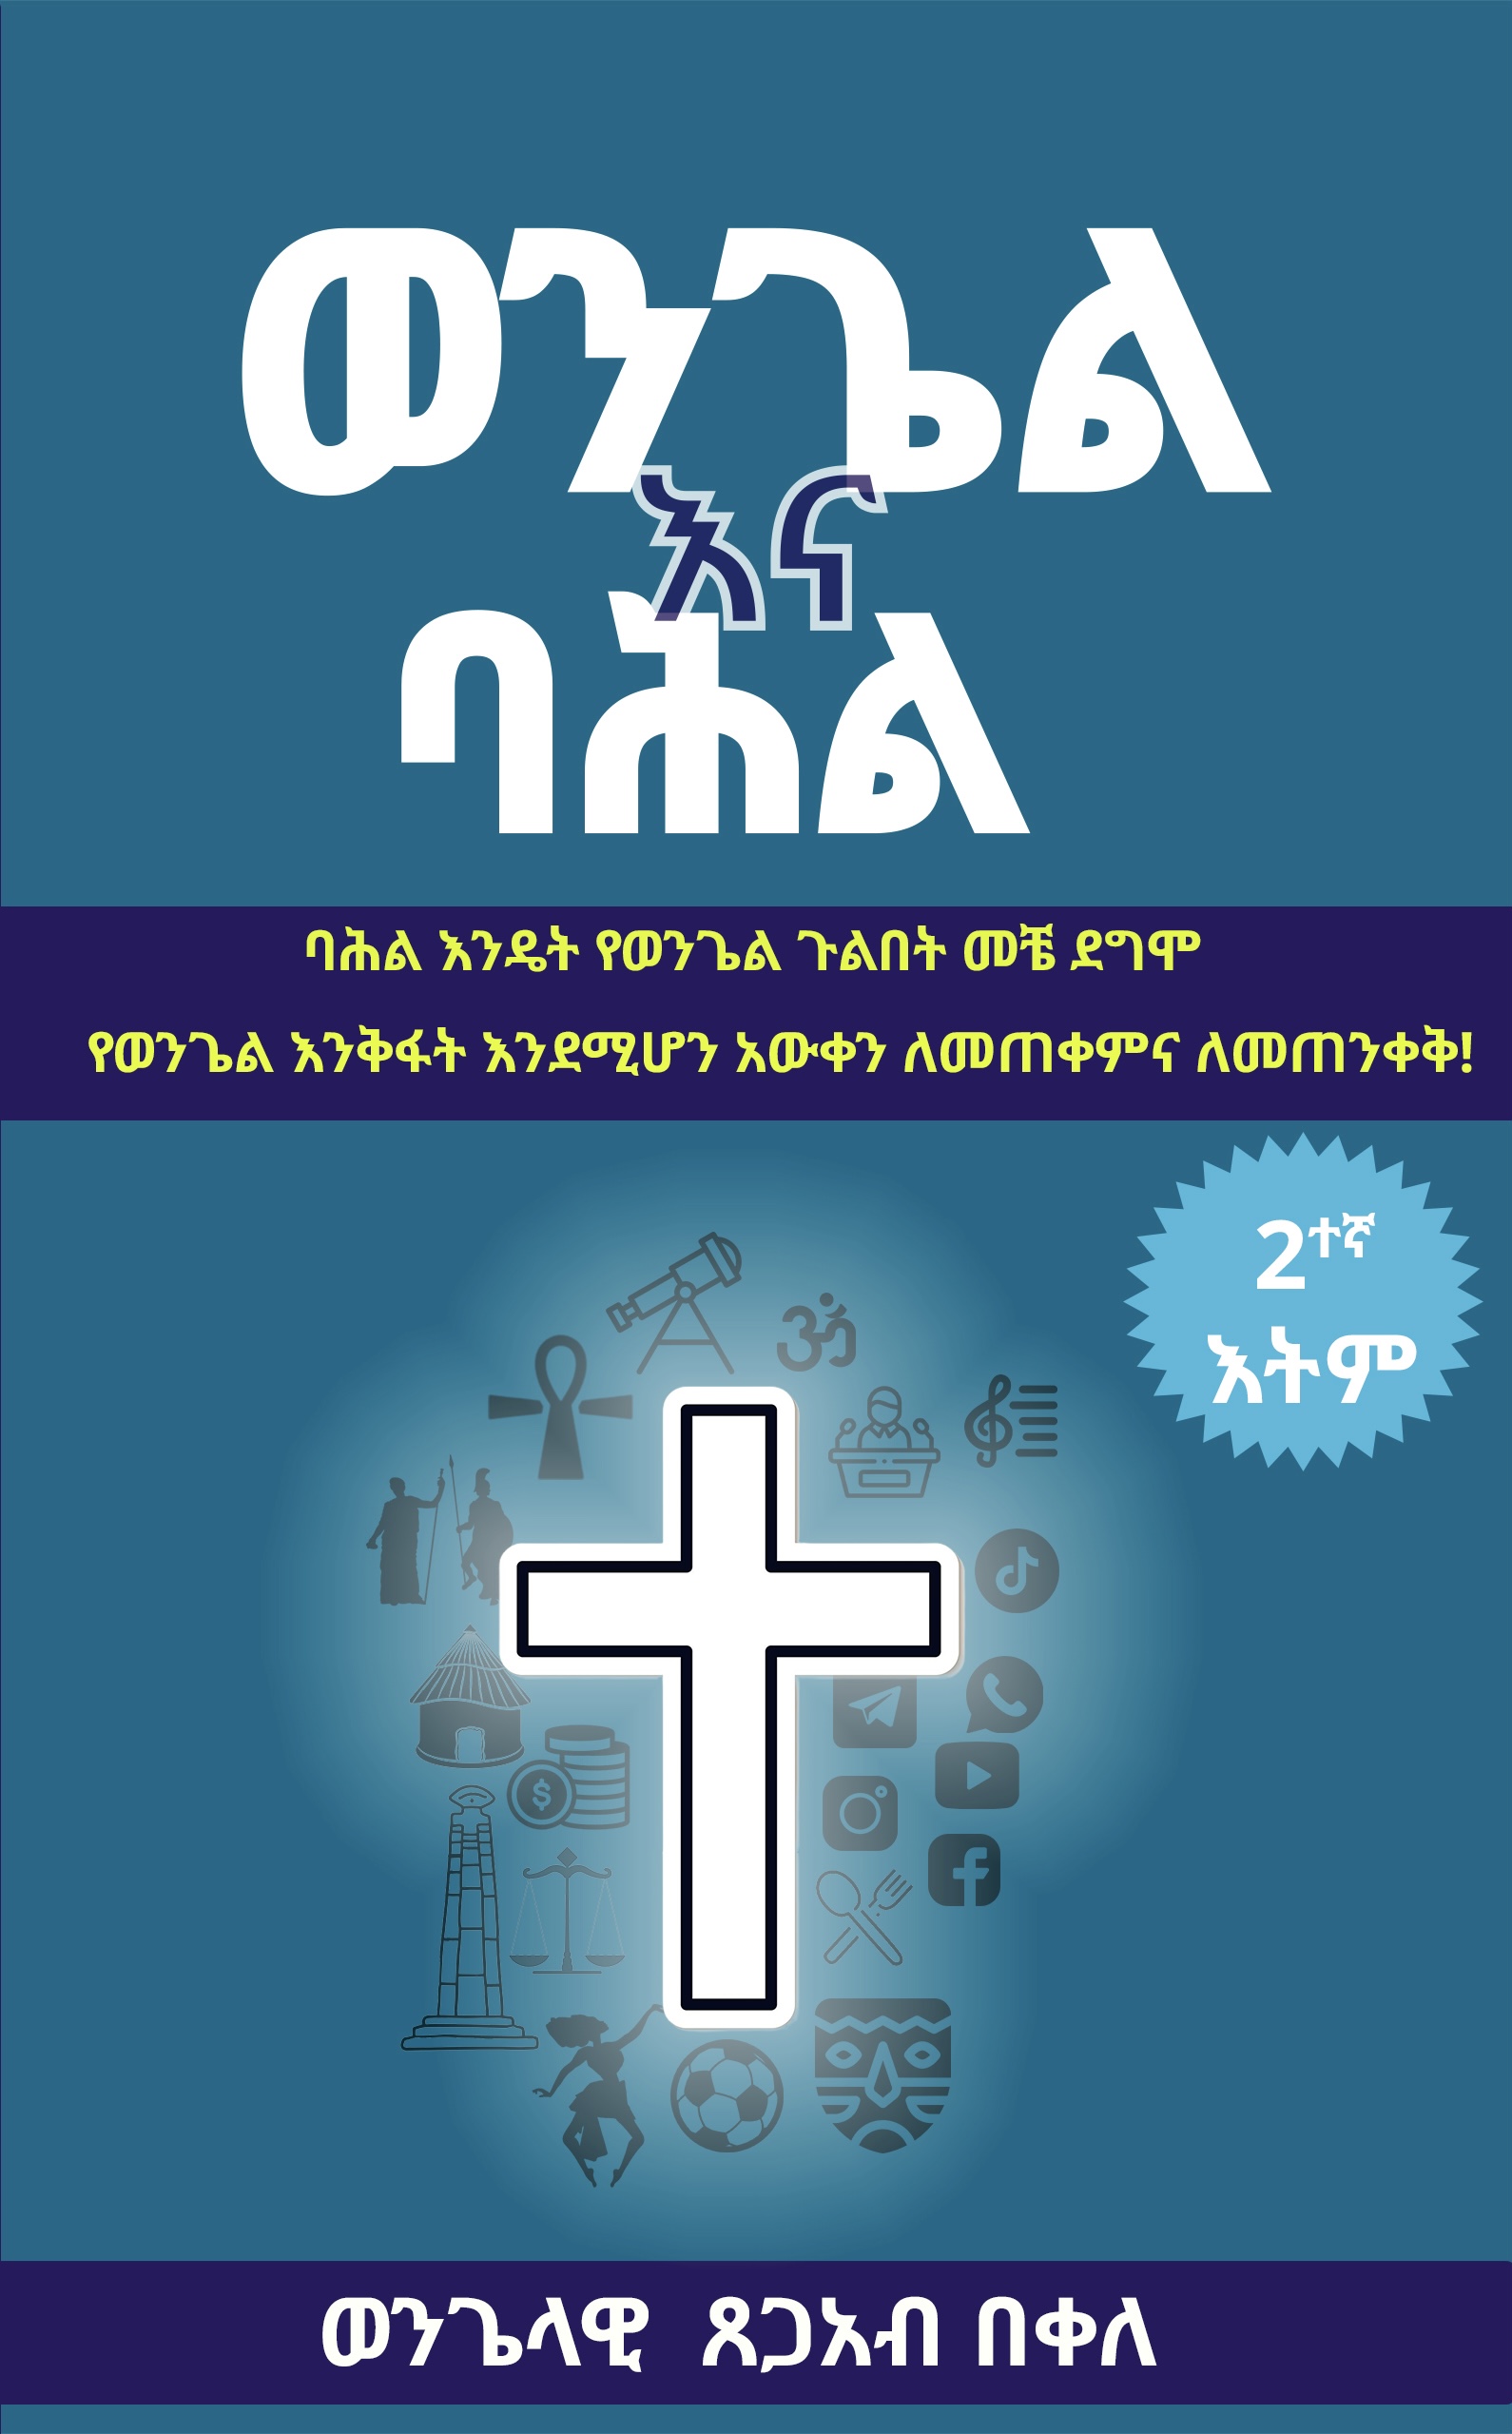 ወንጌል
እና
ባሕል
ባሕል እንዴት የወንጌል ጉልበት መቼ ደግሞ
የወንጌል እንቅፋት እንደሚሆን አውቀን ለመጠቀምና ለመጠንቀቅ!
2ተኛ
እትም
ወንጌላዊ ጸጋአብ በቀለ